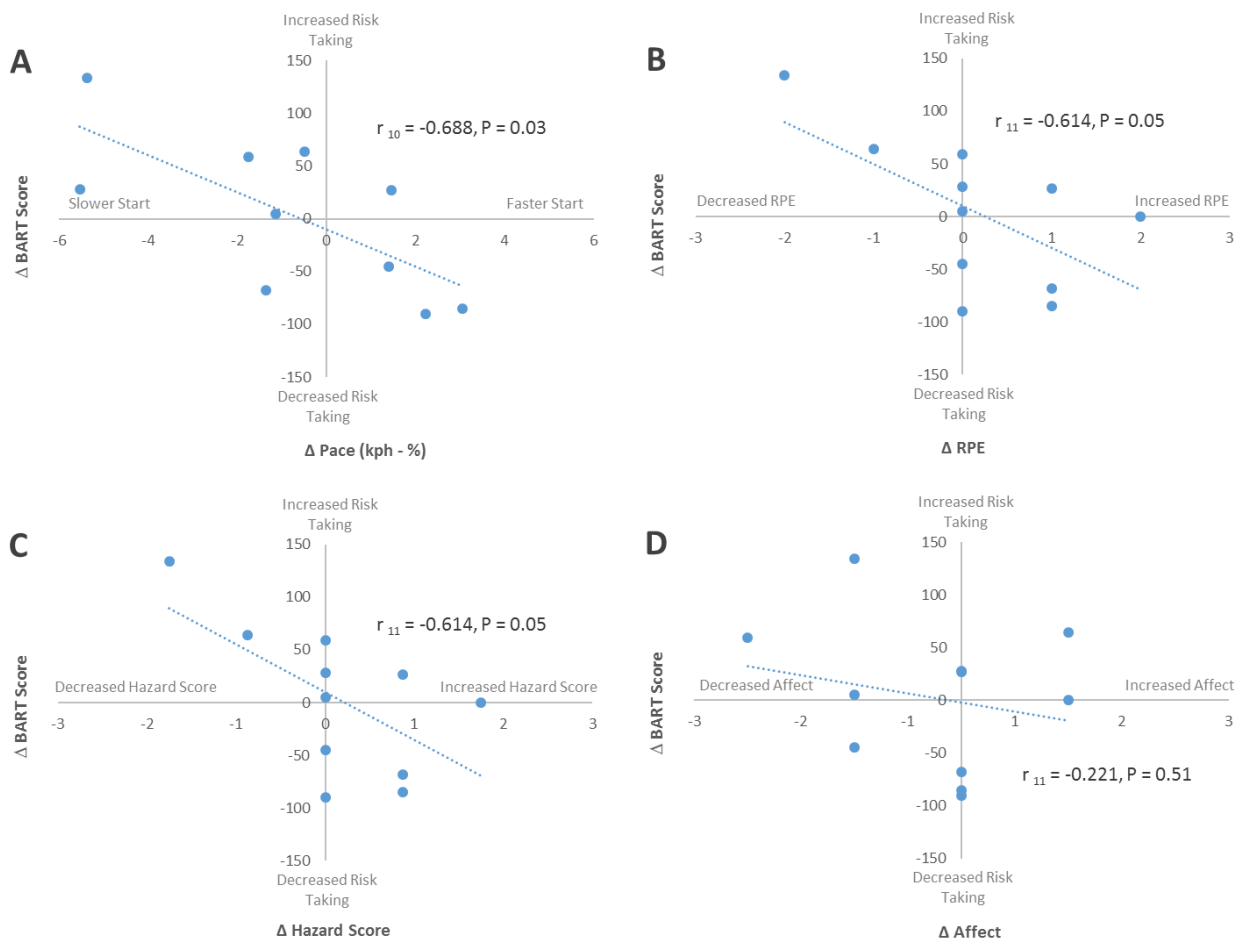 A
Increased Risk
Taking
150
100
50
0
-50
-100
-150
r 10 = -0.688, P = 0.03
Slower Start
Faster Start
-6
-4
-2
0
2
4
6
Δ BART Score
Decreased Risk
Taking
Δ Pace (kph - %)
B
Increased Risk
Taking
150
100
50
0
-50
-100
-150
r 11 = -0.614, P = 0.05
Decreased RPE
Increased RPE
-3
-2
-1
0
1
2
3
Δ BART Score
Decreased Risk
Taking
Δ RPE
C
Increased Risk
Taking
150
100
50
0
-50
-100
-150
r 11 = -0.614, P = 0.05
Decreased Hazard Score
Increased Hazard Score
-3
-2
-1
0
1
2
3
Δ BART Score
Decreased Risk
Taking
Δ Hazard Score
D
Increased Risk
Taking
150
100
50
0
-50
-100
-150
r 11 = -0.221, P = 0.51
Decreased Affect
Increased Affect
-3
-2
-1
0
1
2
3
Δ BART Score
Decreased Risk
Taking
Δ Affect